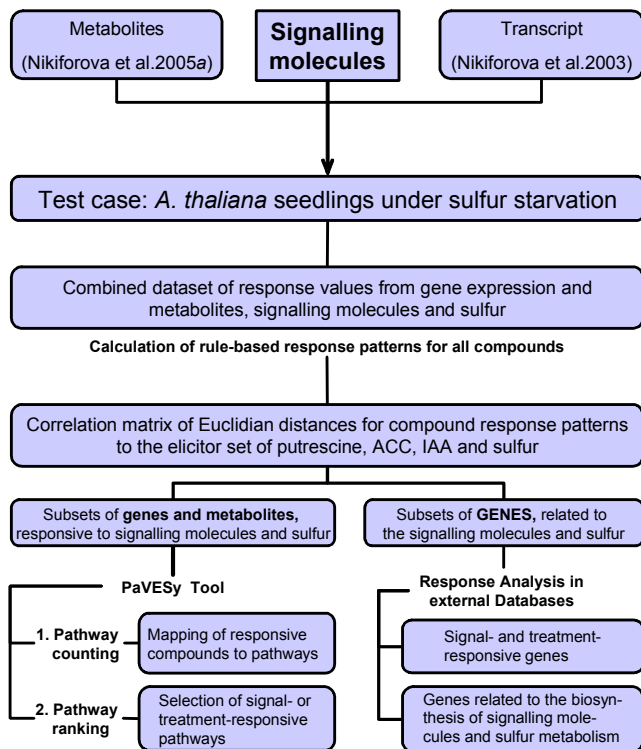 Metabolites
(Nikiforova et al.2005a)
Signalling
molecules
Transcript
(Nikiforova et al.2003)
Test case: A. thaliana seedlings under sulfur starvation
Combined dataset of response values from gene expression and
metabolites, signalling molecules and sulfur
Calculation of rule-based response patterns for all compounds
Correlation matrix of Euclidian distances for compound response patterns
to the elicitor set of putrescine, ACC, IAA and sulfur
Subsets of genes and metabolites,
responsive to signalling molecules and sulfur
Subsets of GENES, related to
the signalling molecules and sulfur
PaVESy Tool
1. Pathway
counting
Mapping of responsive
compounds to pathways
2. Pathway
ranking
Selection of signal- or
treatment-responsive
pathways
Response Analysis in
external Databases
Signal- and treatment-
responsive genes
Genes related to the biosyn-
thesis of signalling mole-
cules and sulfur metabolism